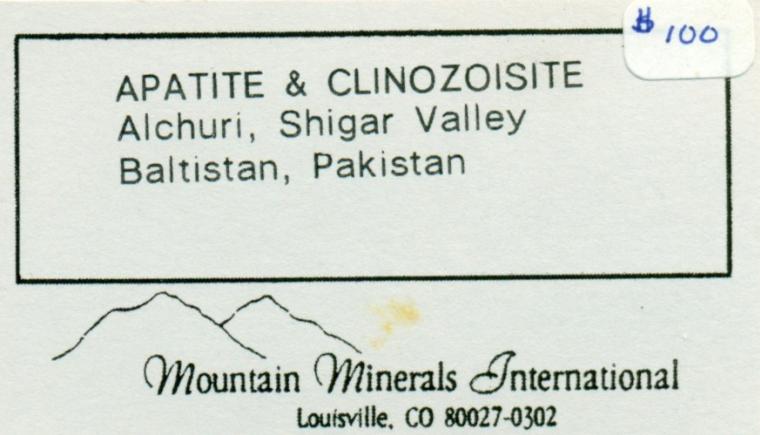 $100
APATITE & CLINOZOISITE
Alchuri, Shigar Valley
Baltistan, Pakistan
Mountain Minerals International
Louisville, CO 80027-0302